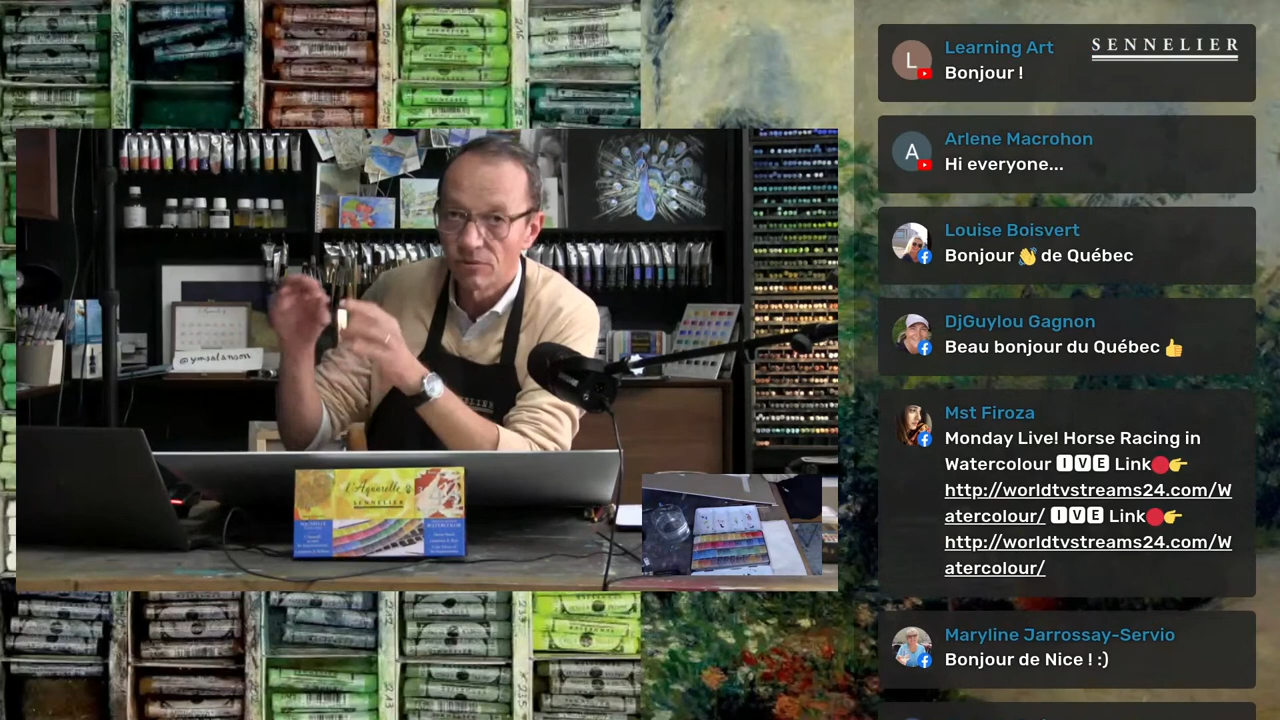 Learning Art
SENNELIER
Bonjour !
Arlene Macrohon
Hi everyone...
Louise Boisvert
Bonjour 👋 de Québec
DjGuylou Gagnon
Beau bonjour du Québec 👍
Mst Firoza
Monday Live! Horse Racing in
Watercolour 🅸🆅🅴 Link🔴👉
http://worldtvstreams24.com/W
atercolour/ 🅸🆅🅴 Link🔴👉
http://worldtvstreams24.com/W
atercolour/
Maryline Jarrossay-Servio
Bonjour de Nice ! :)
L
A
@ymsalanson
l'Aquarelle
SENNELIER